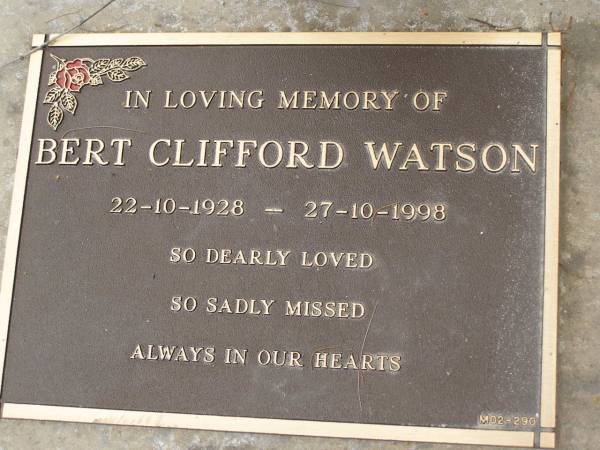 IN LOVING MEMORY OF
BERT CLIFFORD WATSON
22-10-1928 — 27-10-1998
SO DEARLY LOVED
SO SADLY MISSED
ALWAYS IN OUR HEARTS
M02-290